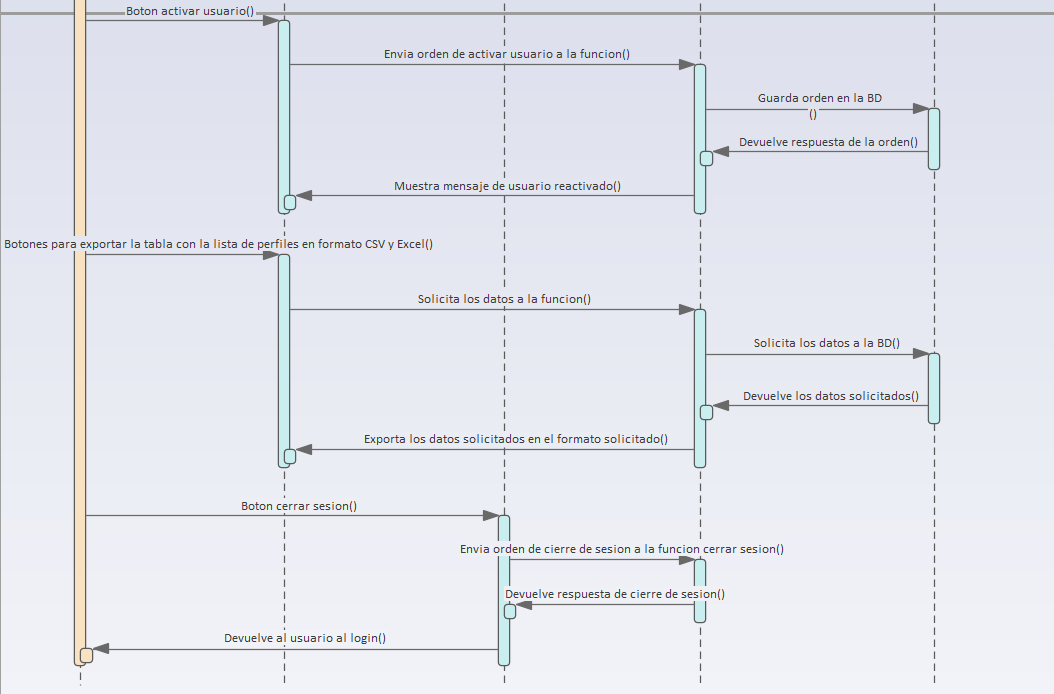 Boton activar usuario()
Envia orden de activar usuario a la funcion()
Guarda orden en la BD
()
Devuelve respuesta de la orden()
Muestra mensaje de usuario reactivado()
Botones para exportar la tabla con la lista de perfiles en formato CSV y Excel()
Solicita los datos a la funcion()
Solicita los datos a la BD()
Devuelve los datos solicitados()
Exporta los datos solicitados en el formato solicitado()
Boton cerrar sesion()
Envia orden de cierre de sesion a la funcion cerrar sesion()
Devuelve respuesta de cierre de sesion()
Devuelve al usuario al login()